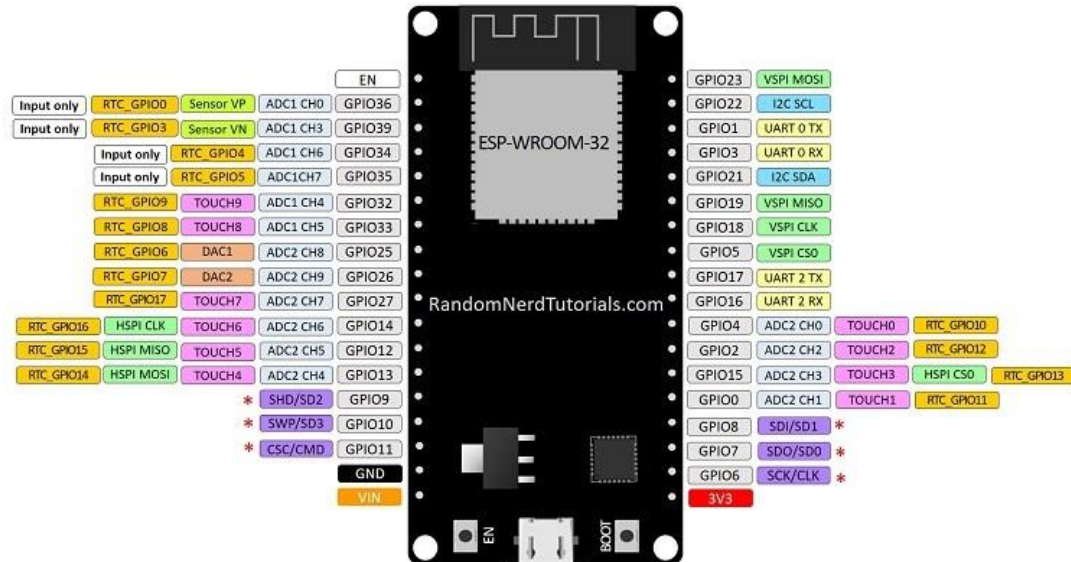 EN GPIO23 VSPI MOSI
Input only RTC_GPIO0 Sensor VP ADC1 CH0 GPIO36 GPIO22 I2C SCL
Input only RTC_GPIO3 Sensor VN ADC1 CH3 GPIO39 GPIO1 UART 0 TX
Input only RTC_GPIO4 ADC1 CH6 GPIO34 ESP-WROOM-32 GPIO3 UART 0 RX
Input only RTC_GPIO5 ADC1CH7 GPIO35 GPIO21 I2C SDA
RTC_GPIO9 TOUCH9 ADC1 CH4 GPIO32 GPIO19 VSPI MISO
RTC_GPIO8 TOUCH8 ADC1 CH5 GPIO33 GPIO18 VSPI CLK
RTC_GPIO6 DAC1 ADC2 CH8 GPIO25 GPIO5 VSPI CS0
RTC_GPIO7 DAC2 ADC2 CH9 GPIO26 GPIO17 UART 2 TX
RTC_GPIO17 TOUCH7 ADC2 CH7 GPIO27 RandomNerdTutorials.com GPIO16 UART 2 RX
RTC_GPIO16 HSPI CLK TOUCH6 ADC2 CH6 GPIO14 GPIO4 ADC2 CH0 TOUCH0 RTC_GPIO10
RTC_GPIO15 HSPI MISO TOUCH5 ADC2 CH5 GPIO12 GPIO2 ADC2 CH2 TOUCH2 RTC_GPIO12
RTC_GPIO14 HSPI MOSI TOUCH4 ADC2 CH4 GPIO13 GPIO15 ADC2 CH3 TOUCH3 HSPI CS0 RTC_GPIO13
* SHD/SD2 GPIO9 GPIO0 ADC2 CH1 TOUCH1 RTC_GPIO11
* SWP/SD3 GPIO10 GPIO8 SDI/SD1 *
* CSC/CMD GPIO11 GPIO7 SDO/SD0 *
GND GPIO6 SCK/CLK *
VIN 3V3
EN BOOT